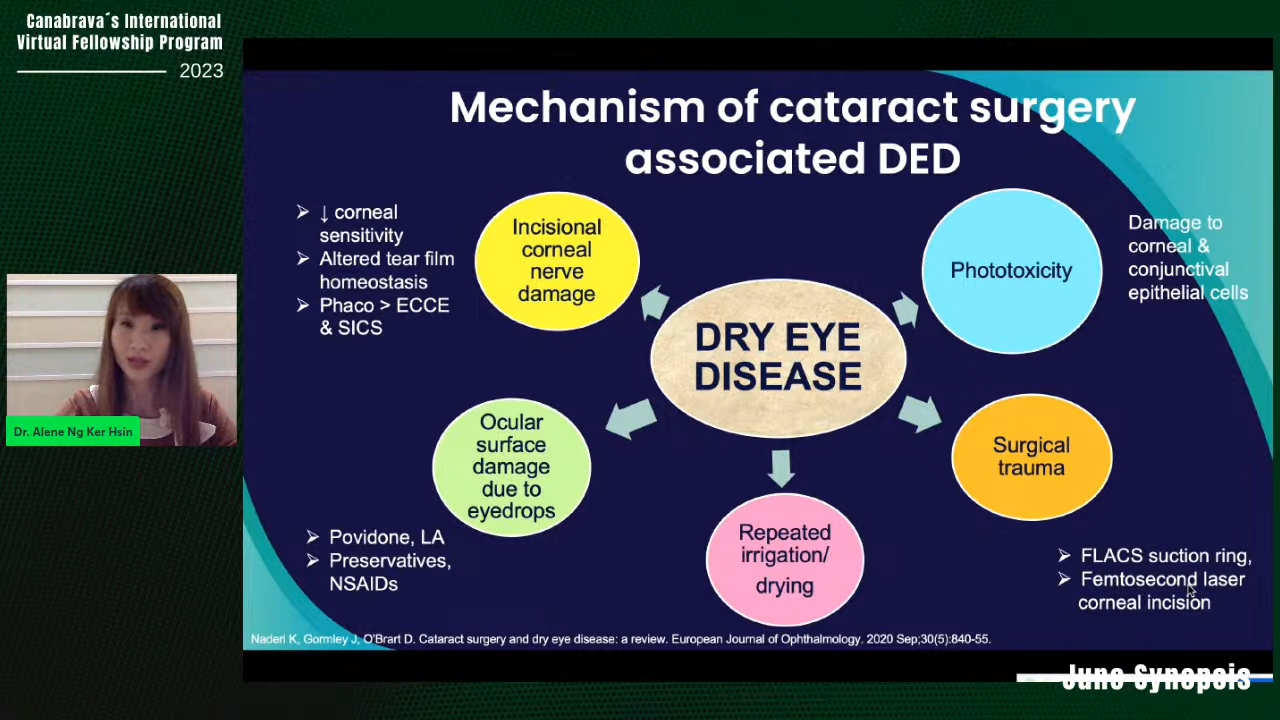 Canabrava´s International
Virtual Fellowship Program
2023
Mechanism of cataract surgery
associated DED
➢ ↓ corneal
sensitivity
➢ Altered tear film
homeostasis
➢ Phaco > ECCE
& SICS
Incisional
corneal
nerve
damage
Phototoxicity
Damage to
corneal &
conjunctival
epithelial cells
DRY EYE
DISEASE
Ocular
surface
damage
due to
eyedrops
➢ Povidone, LA
➢ Preservatives,
NSAIDs
Repeated
irrigation/
drying
Surgical
trauma
➢ FLACS suction ring,
➢ Femtosecond laser
corneal incision
Naderi K, Gormley J, O'Brart D. Cataract surgery and dry eye disease: a review. European Journal of Ophthalmology. 2020 Sep;30(5):840-55.
Dr. Alene Ng Ker Hsin
June Synopsis